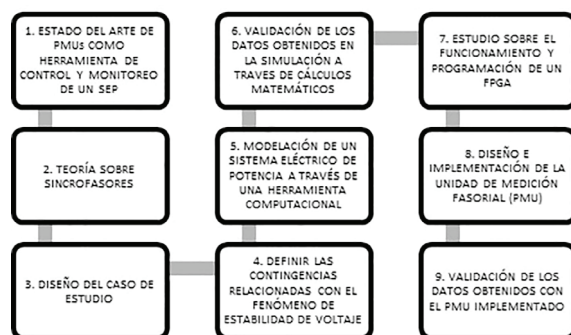 1. ESTADO DEL ARTE DE
PMUs COMO
HERRAMIENTA DE
CONTROL Y MONITOREO
DE UN SEP
2. TEORÍA SOBRE
SINCROFASORES
3. DISEÑO DEL CASO DE
ESTUDIO
4. DEFINIR LAS
CONTINGENCIAS
RELACIONADAS CON EL
FENÓMENO DE
ESTABILIDAD DE VOLTAJE
5. MODELACIÓN DE UN
SISTEMA ELÉCTRICO DE
POTENCIA A TRAVÉS DE
UNA HERRAMIENTA
COMPUTACIONAL
6. VALIDACIÓN DE LOS
DATOS OBTENIDOS EN
LA SIMULACIÓN A
TRAVES DE CÁLCULOS
MATEMÁTICOS
7. ESTUDIO SOBRE EL
FUNCIONAMIENTO Y
PROGRAMACIÓN DE UN
FPGA
8. DISEÑO E
IMPLEMENTACIÓN DE LA
UNIDAD DE MEDICIÓN
FASORIAL (PMU)
9. VALIDACIÓN DE LOS
DATOS OBTENIDOS CON
EL PMU IMPLEMENTADO